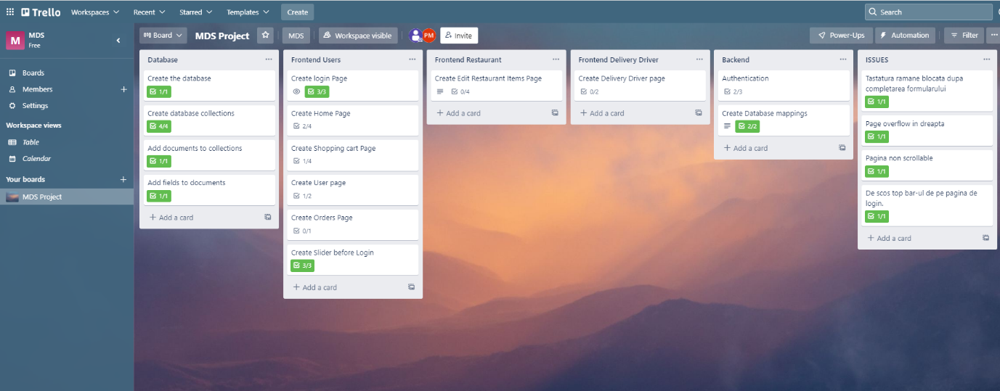 Trello
Workspaces
Recent
Starred
Templates
Create
Search
M
MDS
Free
Boards
Members
Settings
Workspace views
Table
Calendar
Your boards
MDS Project
Board
MDS Project
MDS
Workspace visible
PM
Invite
Power-Ups
Automation
Filter
Database
Create the database
1/1
Create database collections
4/4
Add documents to collections
1/1
Add fields to documents
1/1
Add a card
Frontend Users
Create login Page
3/3
Create Home Page
2/4
Create Shopping cart Page
1/4
Create User page
1/2
Create Orders Page
0/1
Create Slider before Login
3/3
Add a card
Frontend Restaurant
Create Edit Restaurant Items Page
0/4
Add a card
Frontend Delivery Driver
Create Delivery Driver page
0/2
Add a card
Backend
Authentication
2/3
Create Database mappings
2/2
Add a card
ISSUES
Tastatura ramane blocata dupa
completarea formularului
1/1
Page overflow in dreapta
1/1
Pagina non scrollable
1/1
De scos top bar-ul de pe pagina de
login.
1/1
Add a card